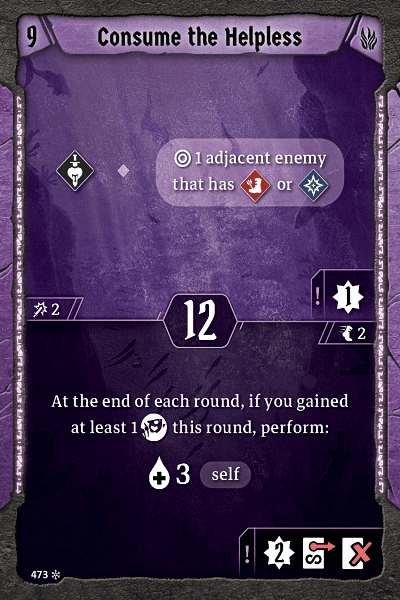 9
Consume the Helpless
1 adjacent enemy
that has or
! 1
2
12
2
At the end of each round, if you gained
at least 1 this round, perform:
3 self
! 2
473